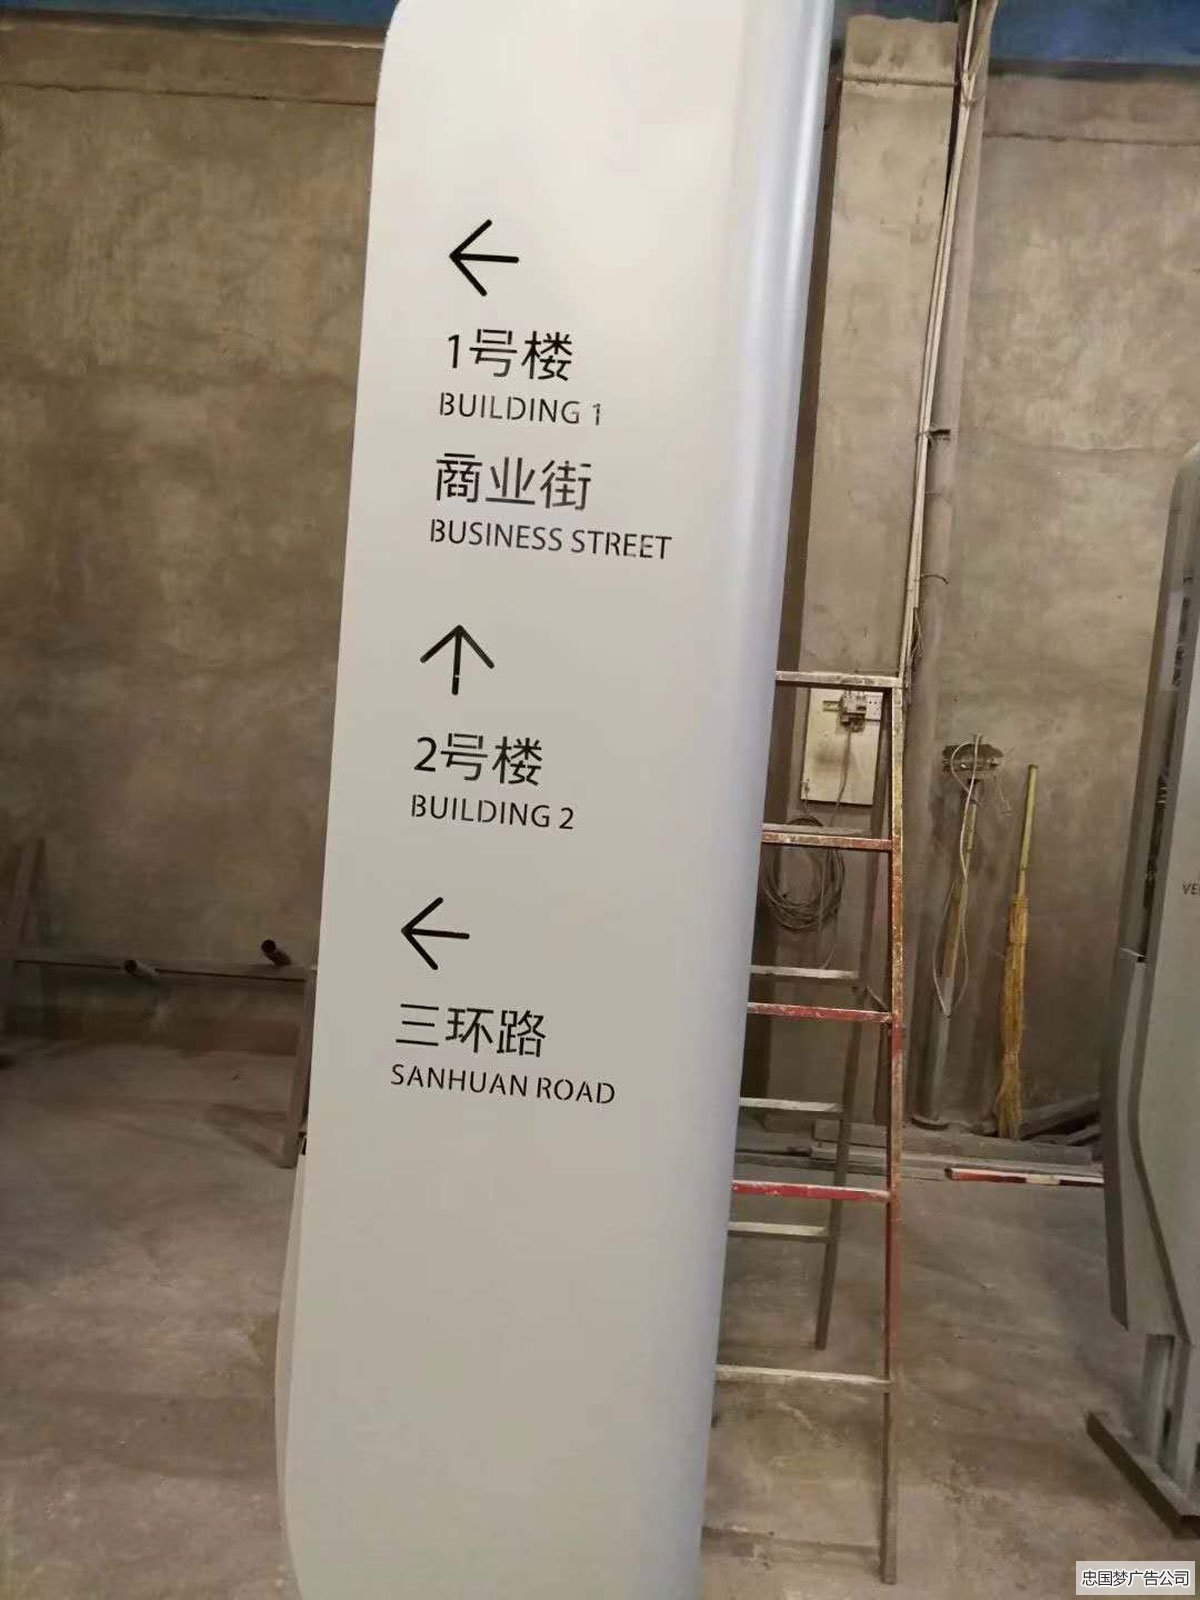 ←
1号楼
BUILDING 1
商业街
BUSINESS STREET
↑
2号楼
BUILDING 2
←
三环路
SANHUAN ROAD
VE
忠国梦广告公司